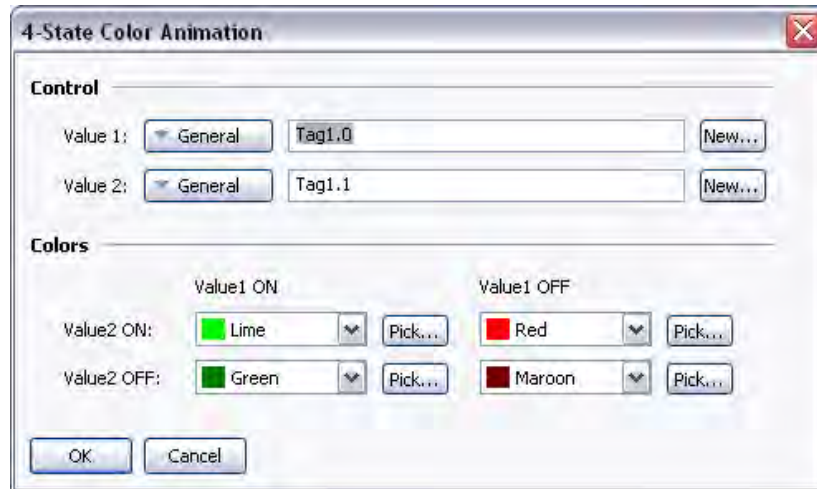 4-State Color Animation
Control
Value 1: General Tag1.0 New...
Value 2: General Tag1.1 New...
Colors
Value1 ON Value1 OFF
Value2 ON: Lime Pick... Red Pick...
Value2 OFF: Green Pick... Maroon Pick...
OK Cancel